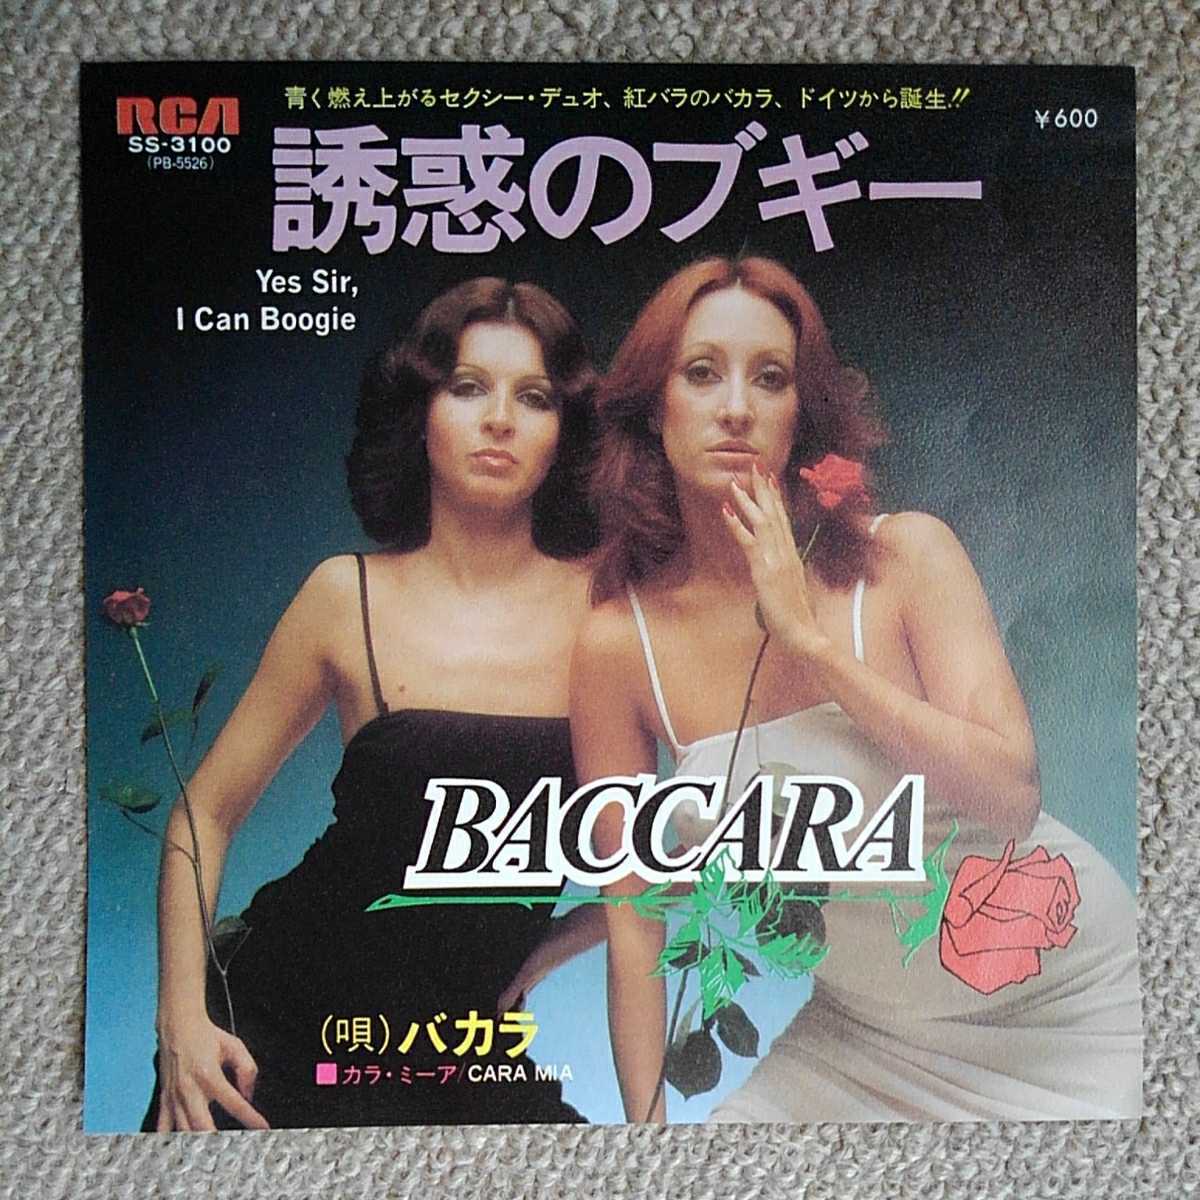 青く燃え上がるセクシー・デュオ、紅バラのバカラ、ドイツから誕生!!
RCA
SS-3100
(PB-5526)
¥600
誘惑のブギー
Yes Sir,
I Can Boogie
BACCARA
(唄)バカラ
■カラ・ミーア/CARA MIA